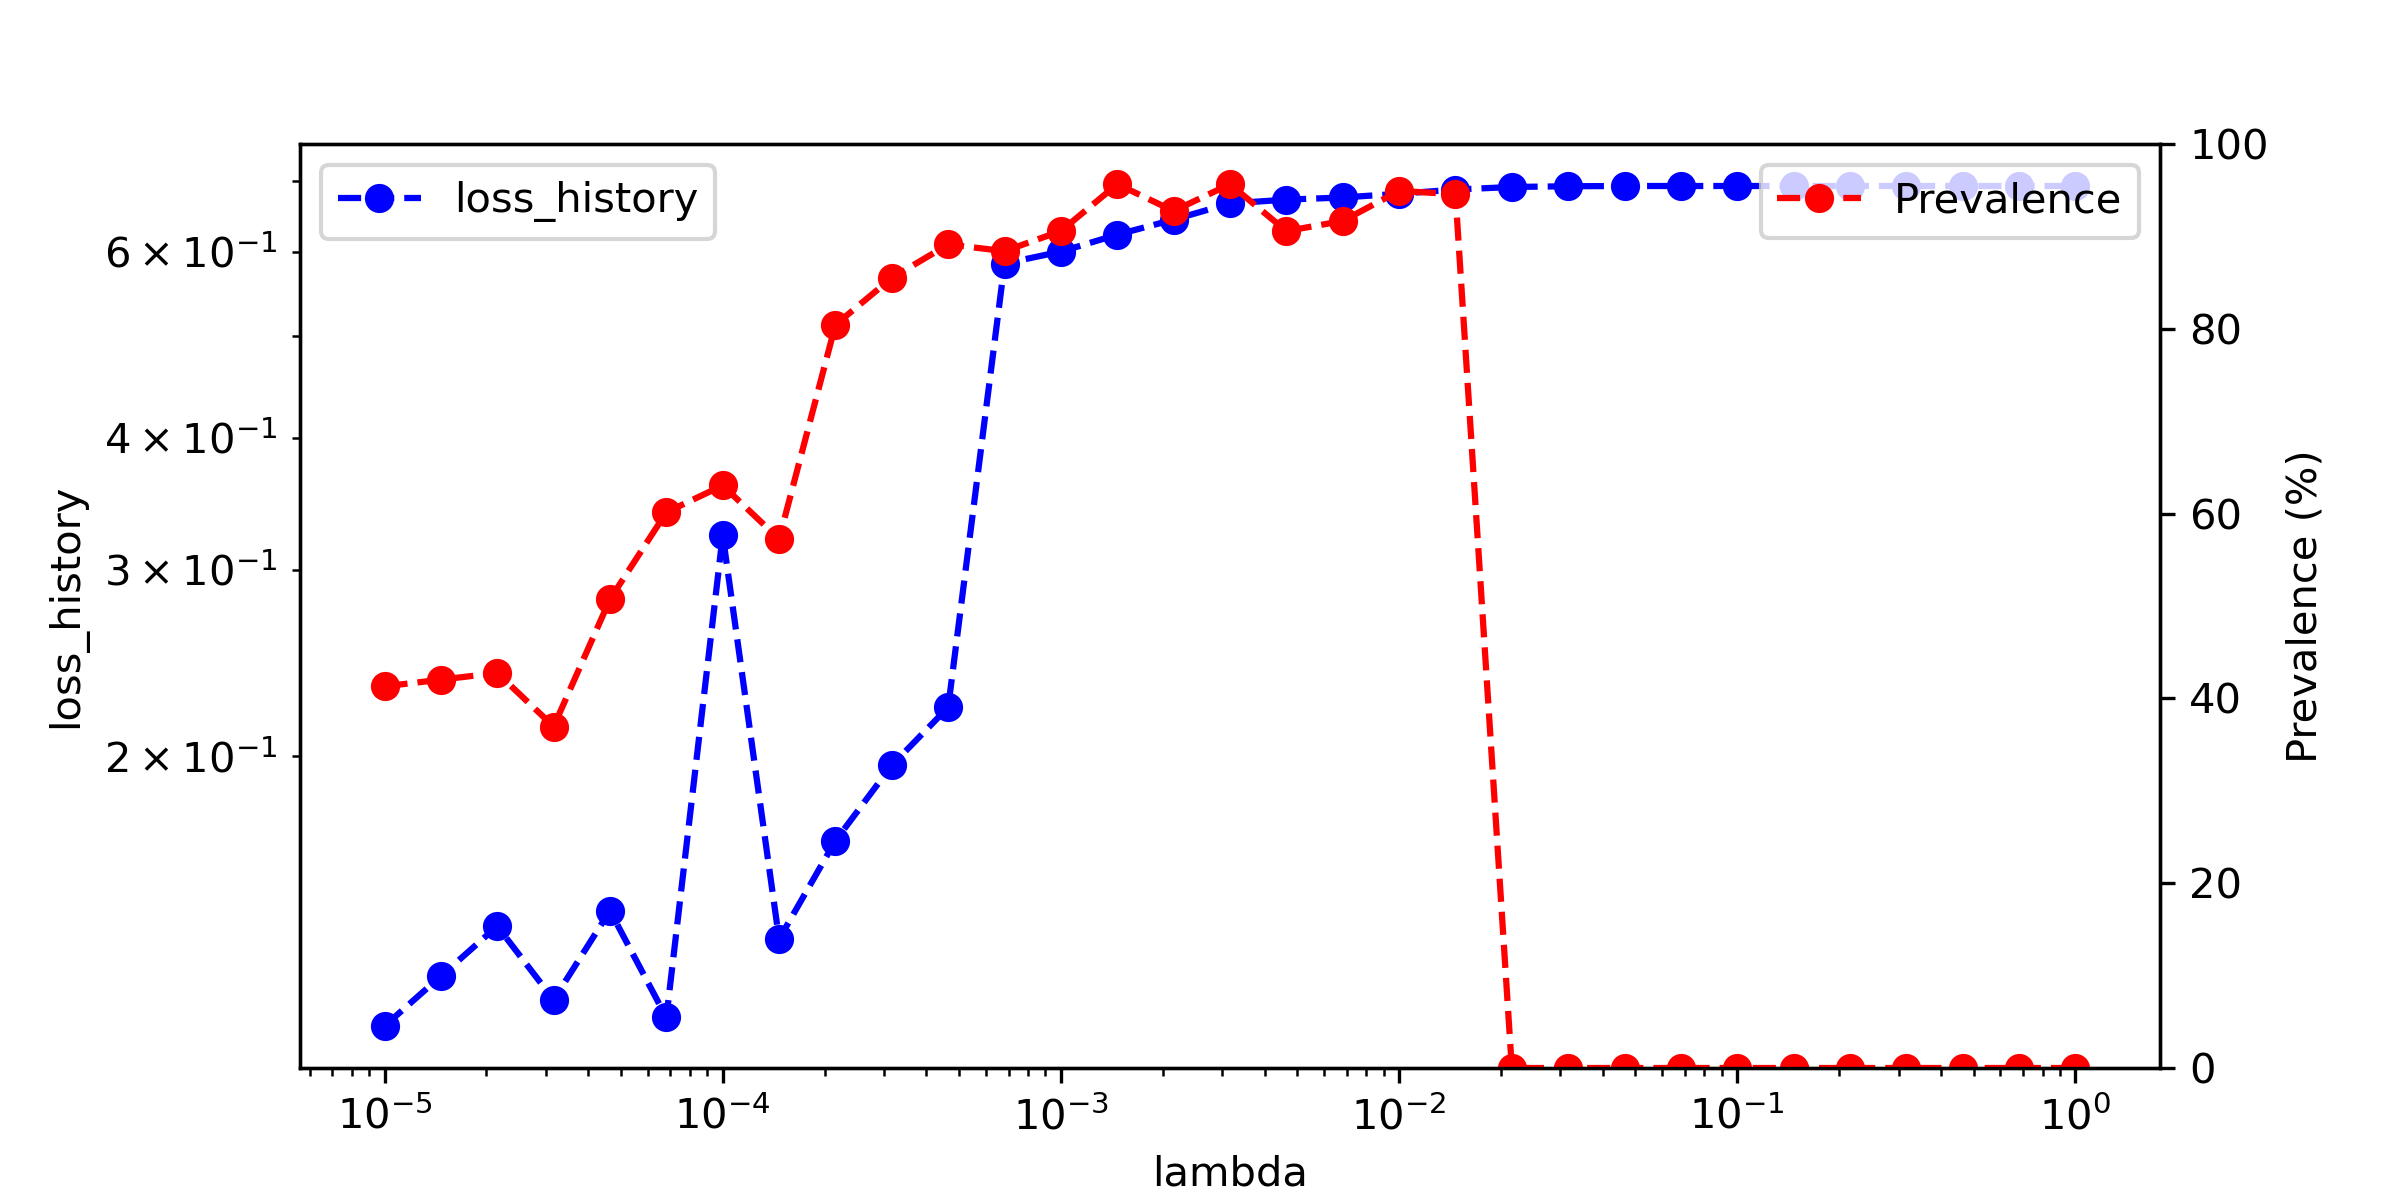 loss_history
Prevalence
100
80
60
40
20
0
6 × 10⁻¹
4 × 10⁻¹
3 × 10⁻¹
2 × 10⁻¹
loss_history
Prevalence (%)
10⁻⁵
10⁻⁴
10⁻³
10⁻²
10⁻¹
10⁰
lambda